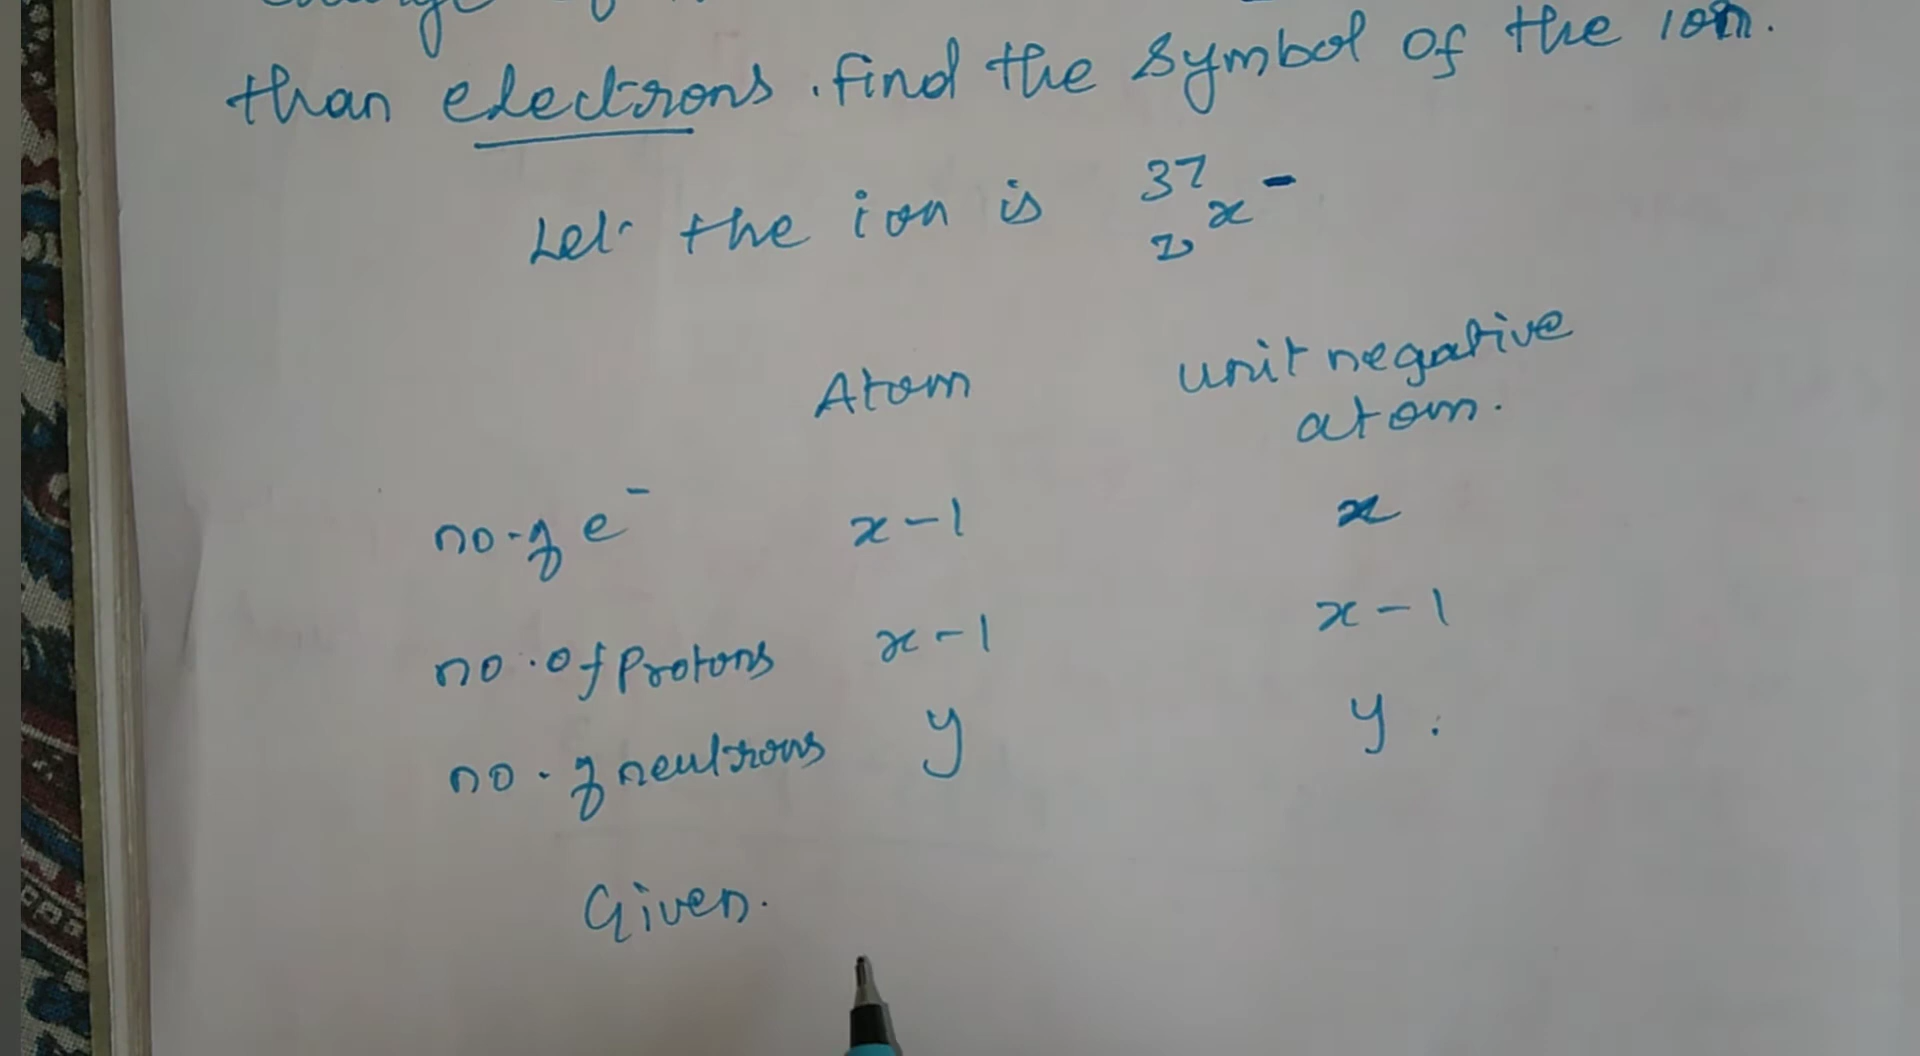 than electrons. find the symbol of the ion.
Let the ion is 37 z x -
Atom unit negative
atom.
no. of e⁻ x-1 x
no. of Protons x-1 x-1
no. of neutrons y y.
Given.